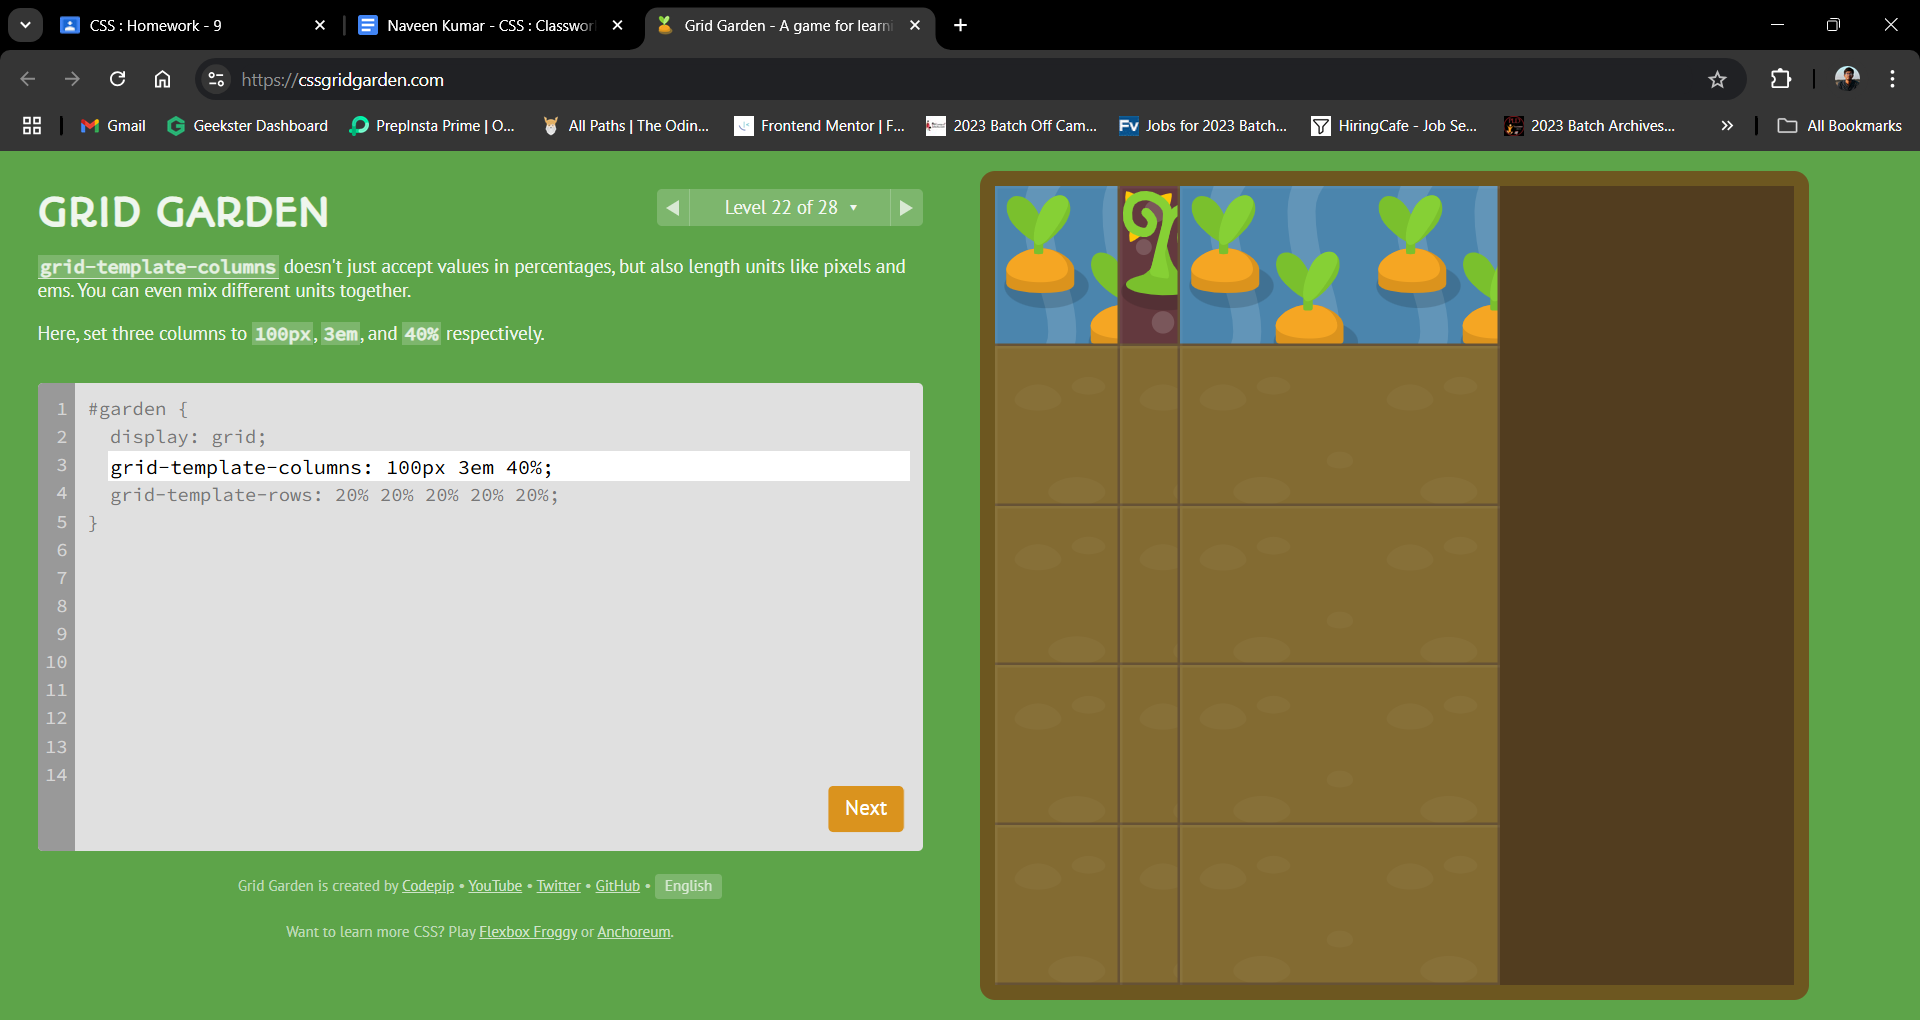 CSS : Homework - 9
Naveen Kumar - CSS : Classwor
Grid Garden - A game for learni
https://cssgridgarden.com
Gmail
Geekster Dashboard
PrepInsta Prime | O...
All Paths | The Odin...
Frontend Mentor | F...
2023 Batch Off Cam...
Fv
Jobs for 2023 Batch...
HiringCafe - Job Se...
2023 Batch Archives...
All Bookmarks
GRID GARDEN
Level 22 of 28
grid-template-columns doesn't just accept values in percentages, but also length units like pixels and
ems. You can even mix different units together.
Here, set three columns to 100px, 3em, and 40% respectively.
1 #garden {
2 display: grid;
3 grid-template-columns: 100px 3em 40%;
4 grid-template-rows: 20% 20% 20% 20% 20%;
5 }
6
7
8
9
10
11
12
13
14
Next
Grid Garden is created by Codepip • YouTube • Twitter • GitHub • English
Want to learn more CSS? Play Flexbox Froggy or Anchoreum.